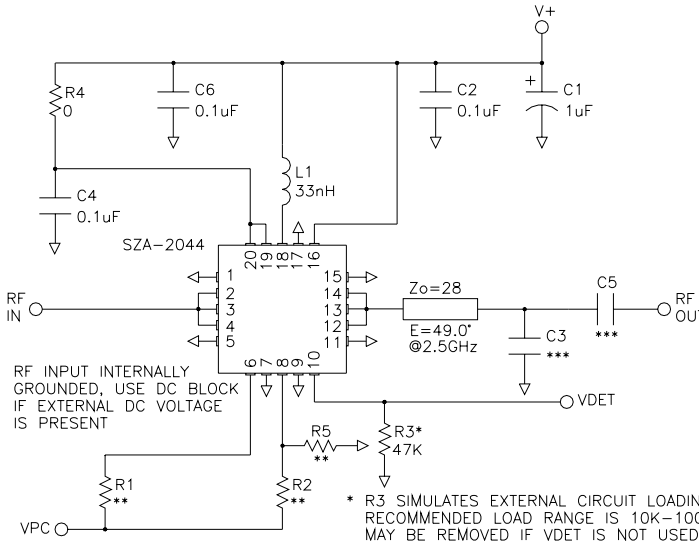 V+
R4
0
C6
0.1uF
C2
0.1uF
+
C1
1uF
L1
33nH
C4
0.1uF
SZA-2044
20
19
18
17
16
1
2
3
4
5
15
14
13
12
11
6
7
8
9
10
RF
IN
Zo=28
E=49.0°
@2.5GHz
C5
***
RF
C3
***
RF INPUT INTERNALLY
GROUNDED, USE DC BLOCK
IF EXTERNAL DC VOLTAGE
IS PRESENT
VDET
R5
**
R3*
47K
R1
**
R2
**
VPC
* R3 SIMULATES EXTERNAL CIRCUIT
RECOMMENDED LOAD RANGE IS
MAY BE REMOVED IF VDET IS NOT USED